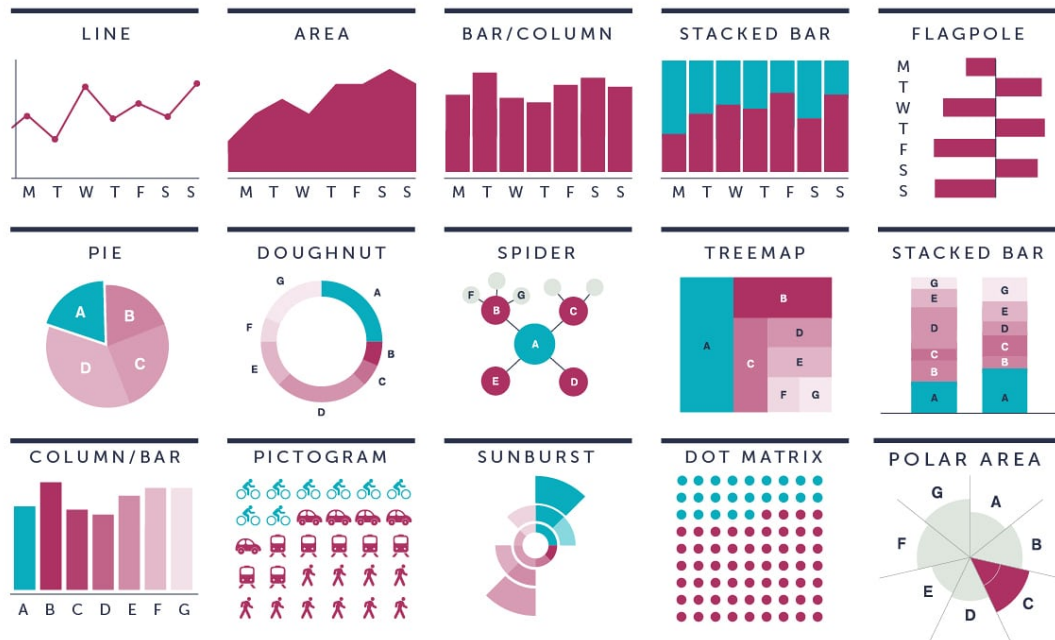 LINE
M T W T F S S
AREA
M T W T F S S
BAR/COLUMN
M T W T F S S
STACKED BAR
M T W T F S S
FLAGPOLE
M
T
W
T
F
S
S
PIE
A
B
C
D
DOUGHNUT
G
A
F
B
E
C
D
SPIDER
F G
B C
A
E D
TREEMAP
B
A
D
C E
F G
STACKED BAR
G
E
D
C
B
A
G
E
D
C
B
A
COLUMN/BAR
A B C D E F G
PICTOGRAM
SUNBURST
DOT MATRIX
POLAR AREA
G A
F B
E C
D